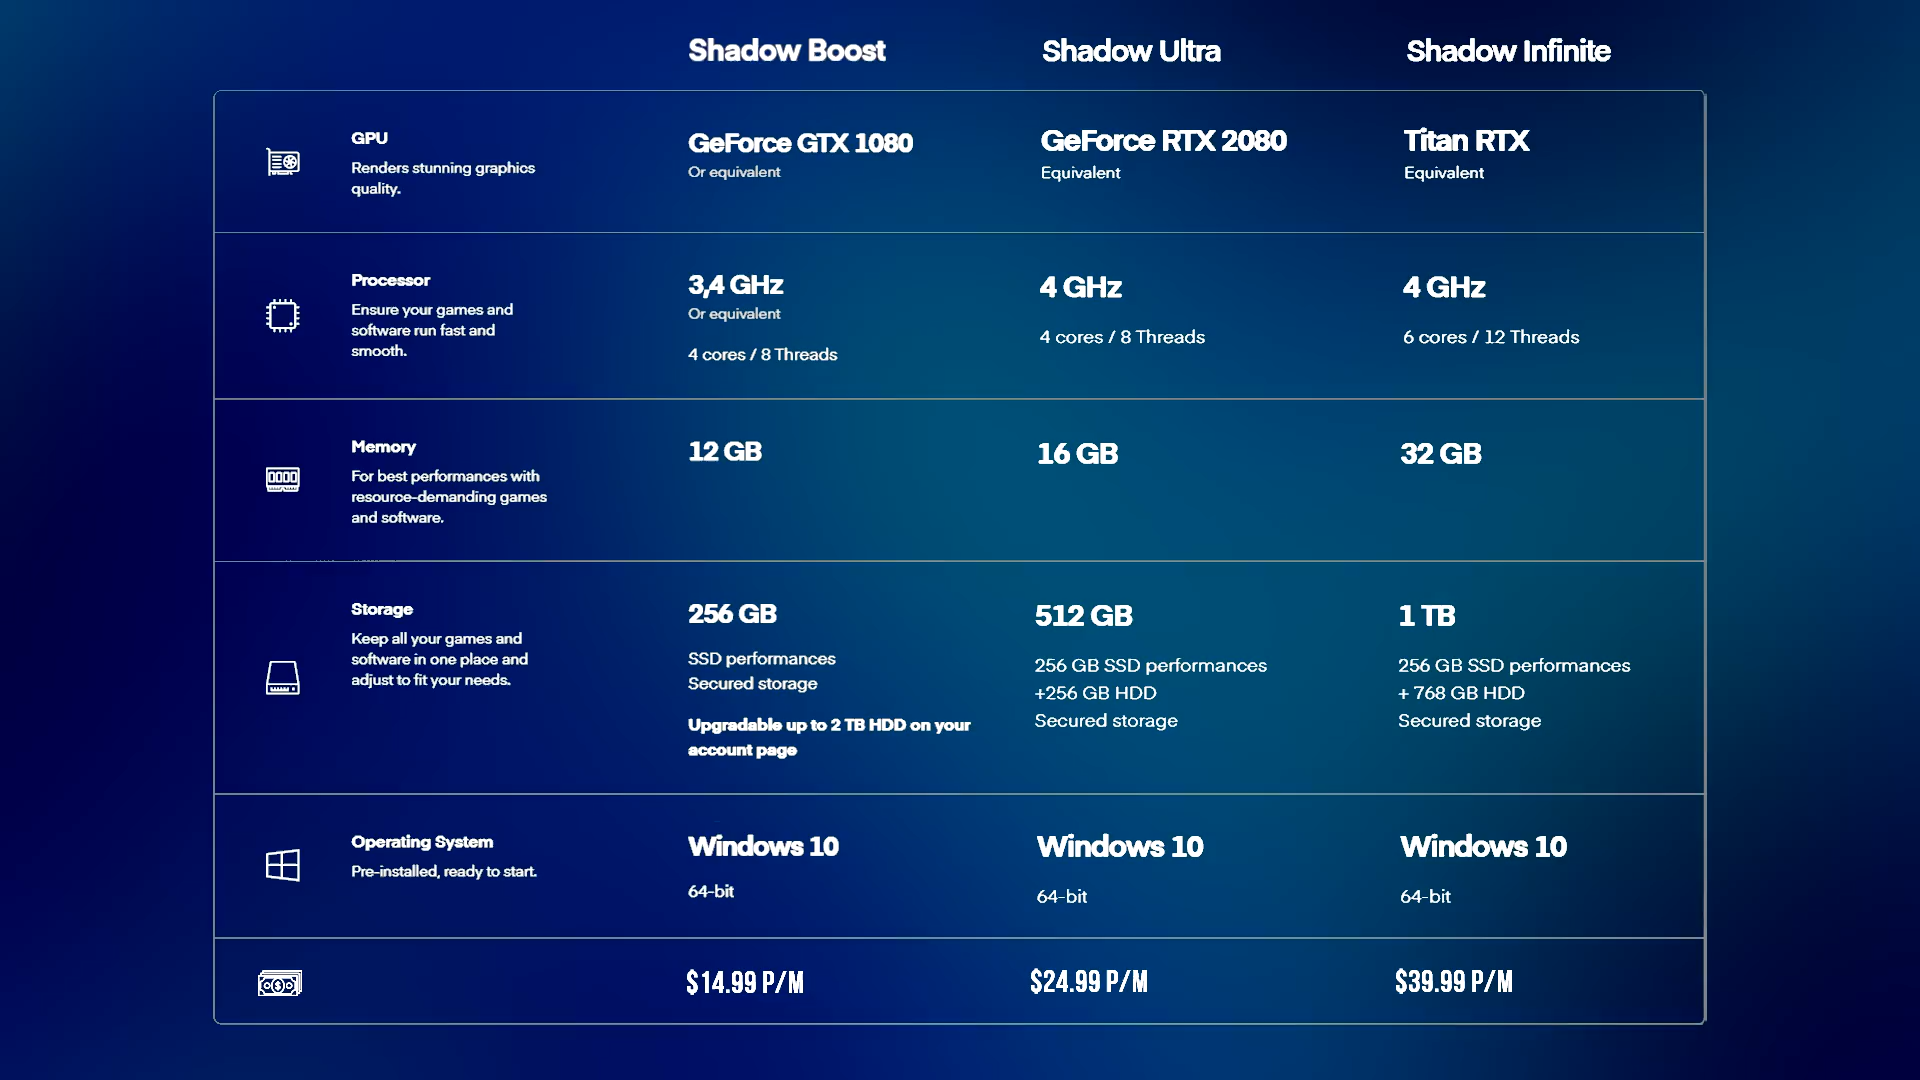 Shadow Boost
Shadow Ultra
Shadow Infinite
GPU
Renders stunning graphics
quality.
GeForce GTX 1080
Or equivalent
GeForce RTX 2080
Equivalent
Titan RTX
Equivalent
Processor
Ensure your games and
software run fast and
smooth.
3,4 GHz
Or equivalent
4 cores / 8 Threads
4 GHz
4 cores / 8 Threads
4 GHz
6 cores / 12 Threads
Memory
For best performances with
resource-demanding games
and software.
12 GB
16 GB
32 GB
Storage
Keep all your games and
software in one place and
adjust to fit your needs.
256 GB
SSD performances
Secured storage
Upgradable up to 2 TB HDD on your
account page
512 GB
256 GB SSD performances
+256 GB HDD
Secured storage
1 TB
256 GB SSD performances
+ 768 GB HDD
Secured storage
Operating System
Pre-installed, ready to start.
Windows 10
64-bit
Windows 10
64-bit
Windows 10
64-bit
$14.99 P/M
$24.99 P/M
$39.99 P/M